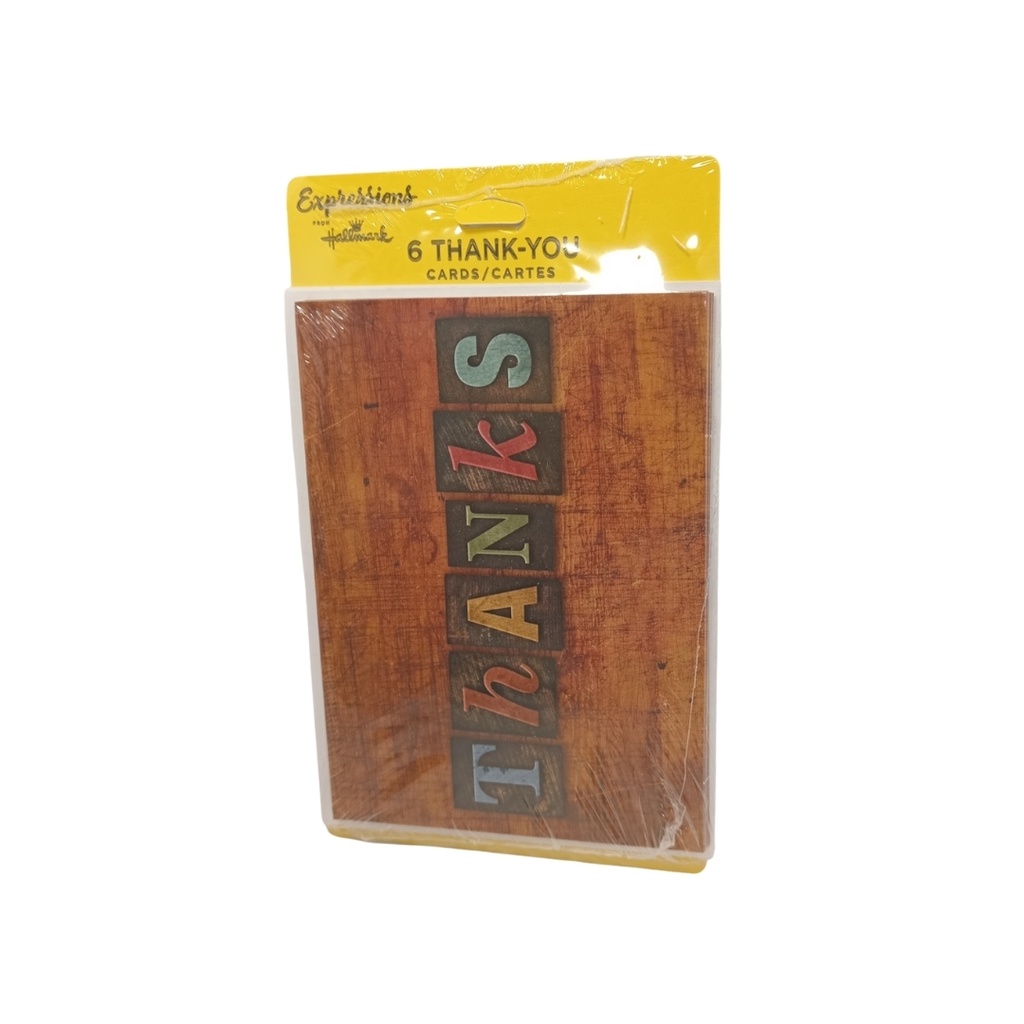 Expressions
FROM
Hallmark
6 THANK-YOU
CARDS/CARTES
ThANkS